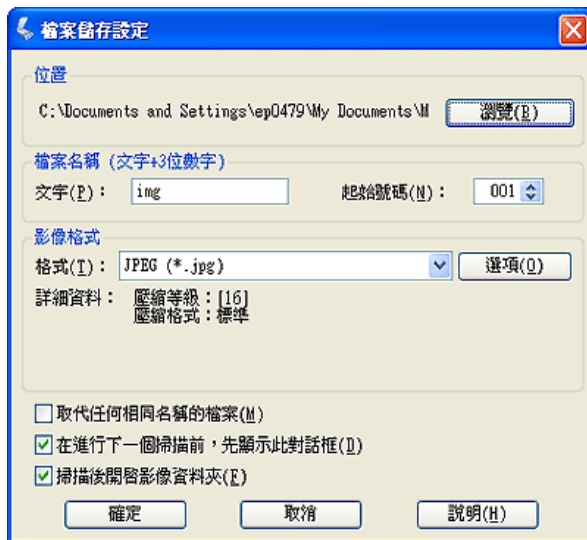 檔案儲存設定
位置
C:\Documents and Settings\ep0479\My Documents\M 瀏覽(R)
檔案名稱 (文字+3位數字)
文字(P)： img 起始號碼(N)： 001
影像格式
格式(T)： JPEG (*.jpg) 選項(O)
詳細資料： 壓縮等級：[16]
壓縮格式：標準
取代任何相同名稱的檔案(M)
在進行下一個掃描前，先顯示此對話框(D)
掃描後開啓影像資料夾(F)
確定 取消 說明(H)